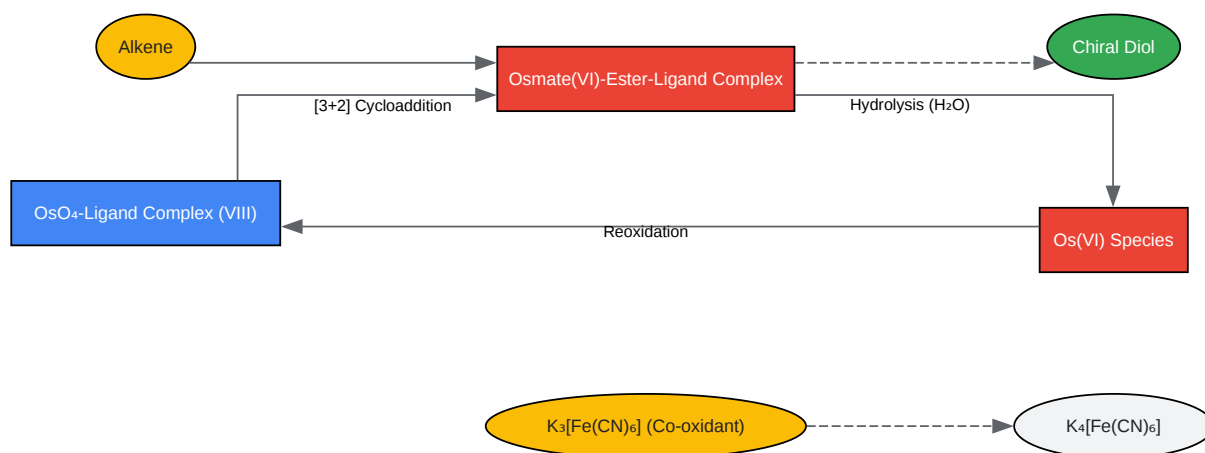 Alkene
Chiral Diol
Osmate(VI)-Ester-Ligand Complex
[3+2] Cycloaddition
Hydrolysis (H₂O)
OsO₄-Ligand Complex (VIII)
Reoxidation
Os(VI) Species
K₃[Fe(CN)₆] (Co-oxidant)
K₄[Fe(CN)₆]